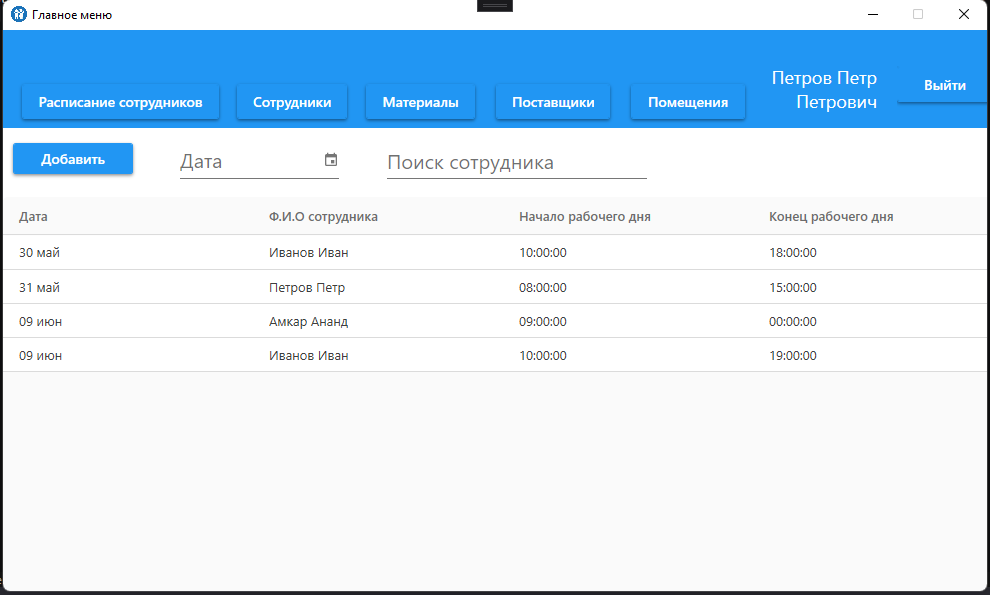 Главное меню
Расписание сотрудников Сотрудники Материалы Поставщики Помещения Петров Петр Петрович Выйти
Добавить Дата Поиск сотрудника
Дата Ф.И.О сотрудника Начало рабочего дня Конец рабочего дня
30 май Иванов Иван 10:00:00 18:00:00
31 май Петров Петр 08:00:00 15:00:00
09 июн Амкар Ананд 09:00:00 00:00:00
09 июн Иванов Иван 10:00:00 19:00:00